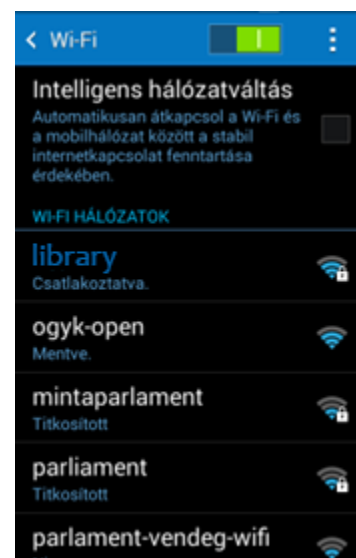 Wi-Fi
Intelligens hálózatváltás
Automatikusan átkapcsol a Wi-Fi és
a mobilhálózat között a stabil
internetkapcsolat fenntartása
érdekében.
WI-FI HÁLÓZATOK
library
Csatlakoztatva.
ogyk-open
Mentve.
mintaparlament
Titkosított
parliament
Titkosított
parlament-vendeg-wifi